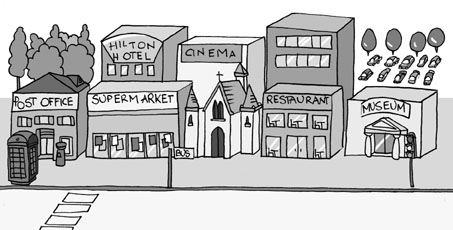 HILTON
HOTEL
CINEMA
POST OFFICE
SUPERMARKET
RESTAURANT
MUSEUM
BUS